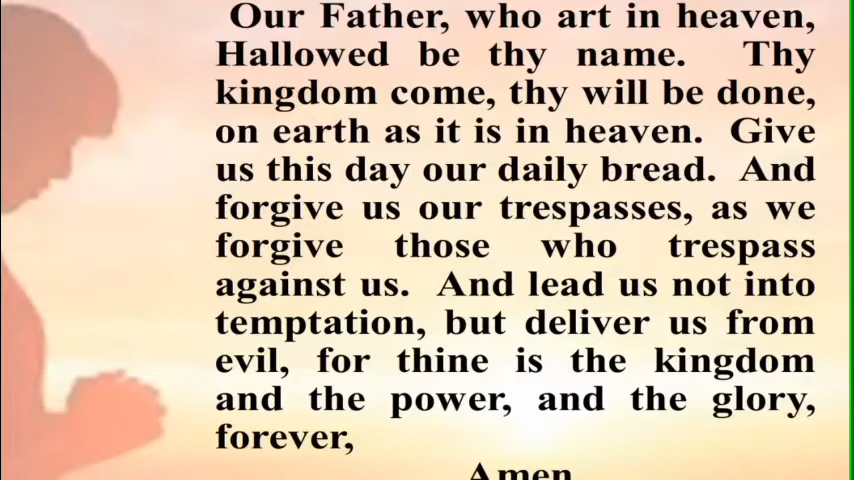 Our Father, who art in heaven,
Hallowed be thy name. Thy
kingdom come, thy will be done,
on earth as it is in heaven. Give
us this day our daily bread. And
forgive us our trespasses, as we
forgive those who trespass
against us. And lead us not into
temptation, but deliver us from
evil, for thine is the kingdom
and the power, and the glory,
forever,
Amen